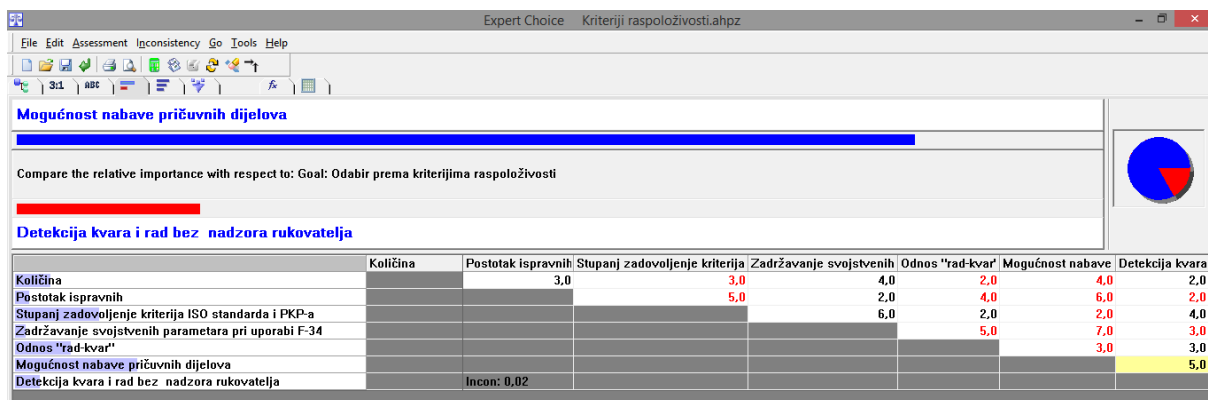 Expert Choice Kriteriji raspoloživosti.ahpz
File Edit Assessment Inconsistency Go Tools Help
3:1 ABC fx
Mogućnost nabave pričuvnih dijelova
Compare the relative importance with respect to: Goal: Odabir prema kriterijima raspoloživosti
Detekcija kvara i rad bez nadzora rukovatelja
Količina Postotak ispravnih Stupanj zadovoljenje kriterija Zadržavanje svojstvenih Odnos "rad-kvar" Mogućnost nabave Detekcija kvara
Količina 3,0 3,0 4,0 2,0 4,0 2,0
Postotak ispravnih 5,0 2,0 4,0 6,0 2,0
Stupanj zadovoljenje kriterija ISO standarda i PKP-a 6,0 2,0 2,0 4,0
Zadržavanje svojstvenih parametara pri uporabi F-34 5,0 7,0 3,0
Odnos "rad-kvar" 3,0 3,0
Mogućnost nabave pričuvnih dijelova 5,0
Detekcija kvara i rad bez nadzora rukovatelja Incon: 0,02